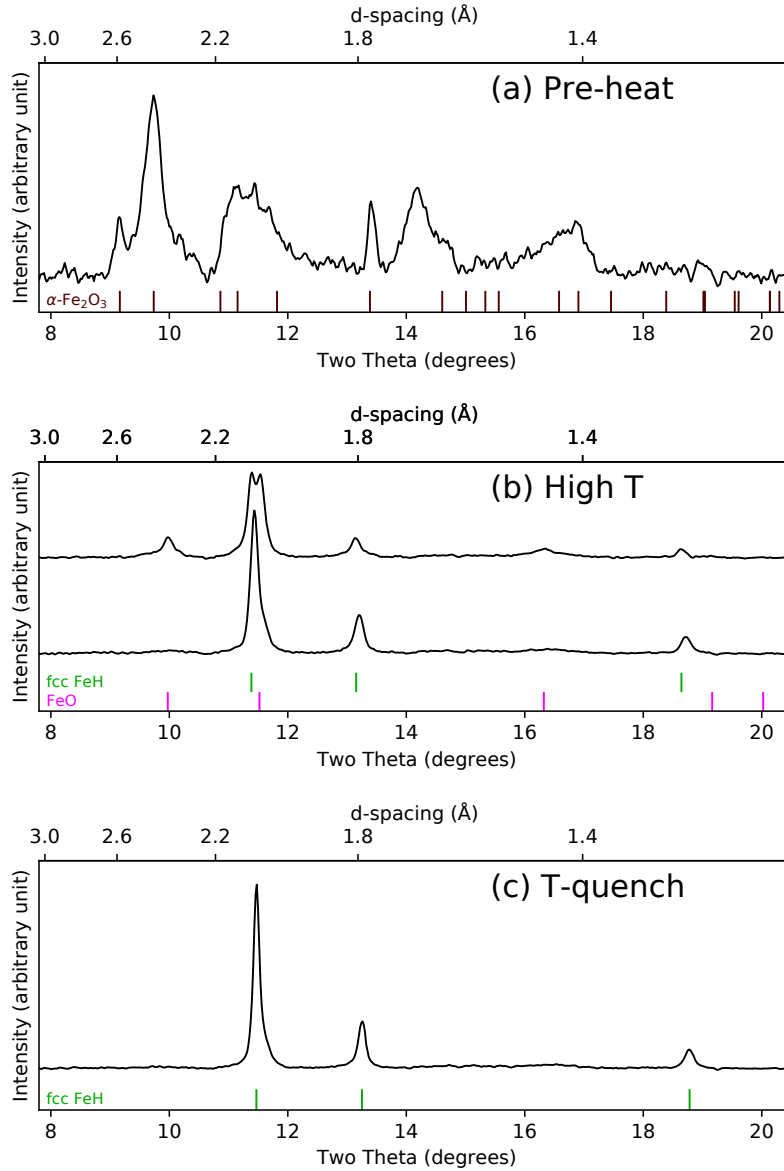 d-spacing (Å)
3.0 2.6 2.2 1.8 1.4
(a) Pre-heat
Intensity (arbitrary unit)
α-Fe₂O₃
8 10 12 14 16 18 20
Two Theta (degrees)
d-spacing (Å)
3.0 2.6 2.2 1.8 1.4
(b) High T
Intensity (arbitrary unit)
fcc FeH
FeO
8 10 12 14 16 18 20
Two Theta (degrees)
d-spacing (Å)
3.0 2.6 2.2 1.8 1.4
(c) T-quench
Intensity (arbitrary unit)
fcc FeH
8 10 12 14 16 18 20
Two Theta (degrees)